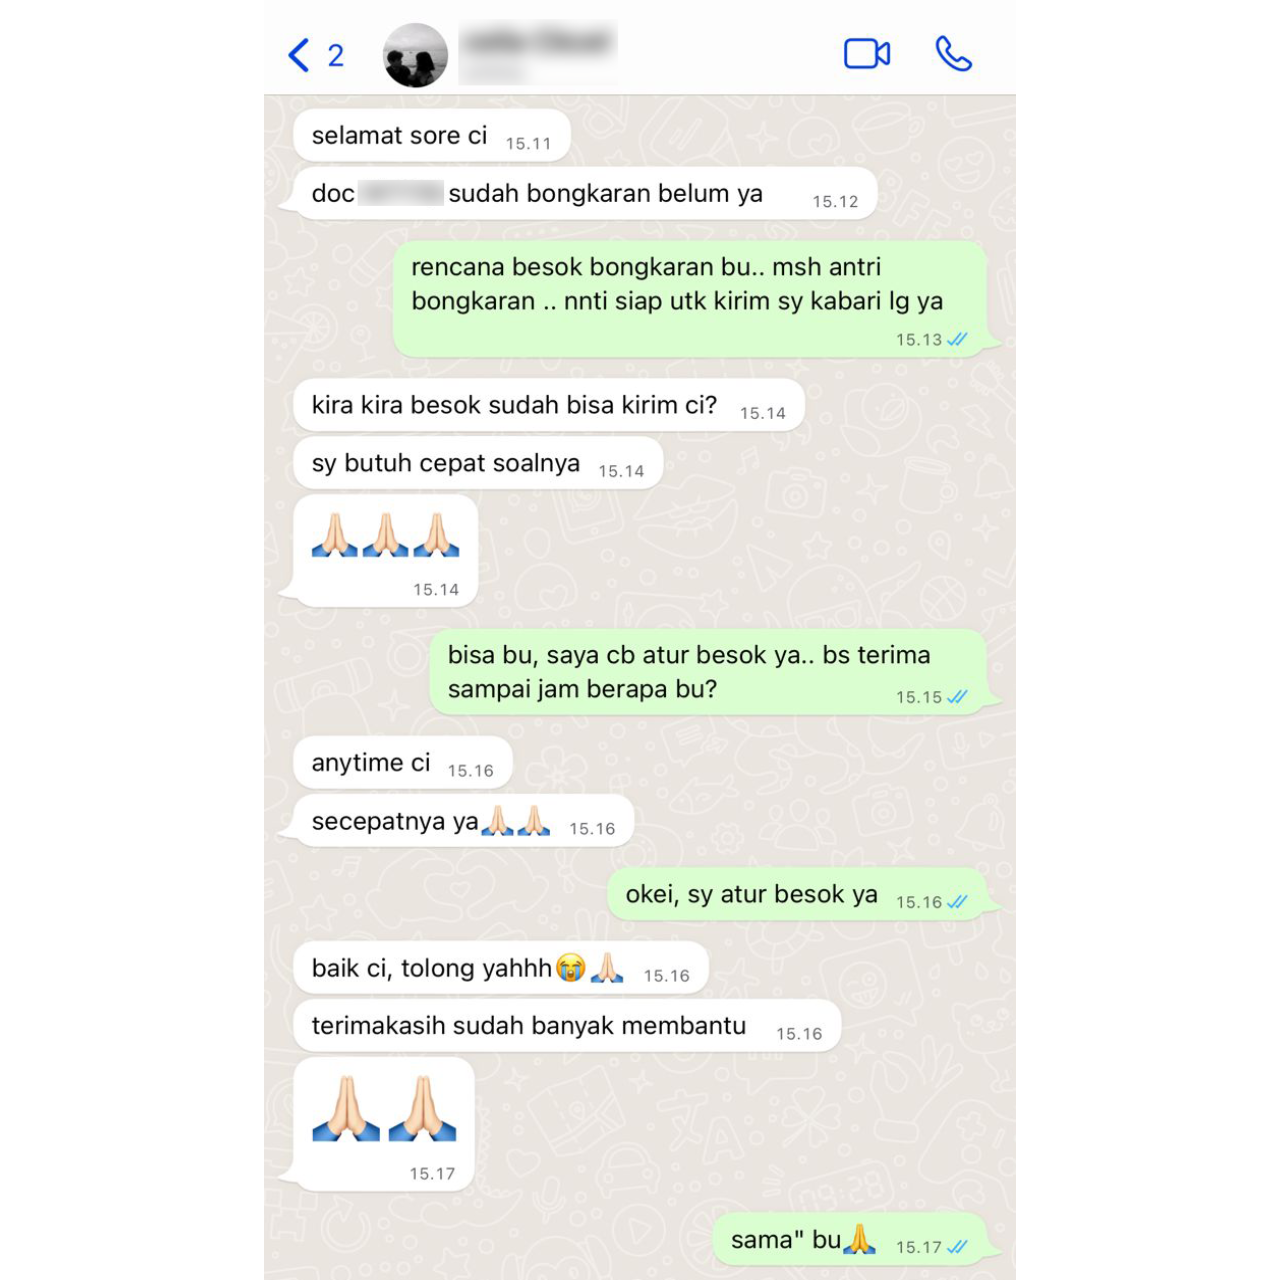 2
selamat sore ci 15.11
doc sudah bongkaran belum ya 15.12
rencana besok bongkaran bu.. msh antri
bongkaran .. nnti siap utk kirim sy kabari lg ya
15.13
kira kira besok sudah bisa kirim ci? 15.14
sy butuh cepat soalnya 15.14
🙏🏻🙏🏻🙏🏻
15.14
bisa bu, saya cb atur besok ya.. bs terima
sampai jam berapa bu? 15.15
anytime ci 15.16
secepatnya ya🙏🏻🙏🏻 15.16
okei, sy atur besok ya 15.16
baik ci, tolong yahhh😭🙏🏻 15.16
terimakasih sudah banyak membantu 15.16
🙏🏻🙏🏻
15.17
sama" bu🙏 15.17